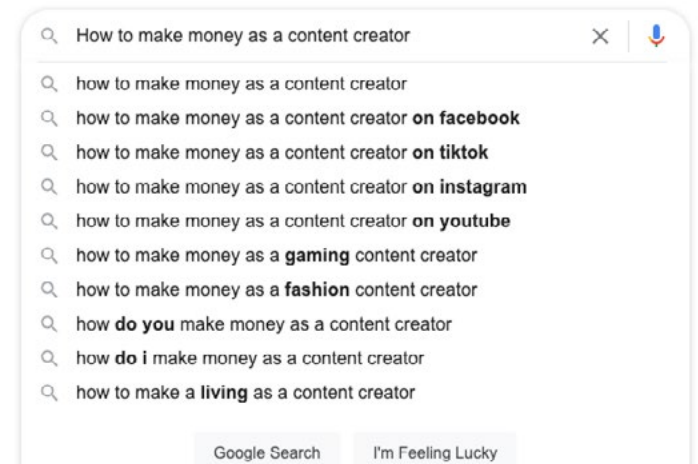 How to make money as a content creator
how to make money as a content creator
how to make money as a content creator on facebook
how to make money as a content creator on tiktok
how to make money as a content creator on instagram
how to make money as a content creator on youtube
how to make money as a gaming content creator
how to make money as a fashion content creator
how do you make money as a content creator
how do i make money as a content creator
how to make a living as a content creator
Google Search I'm Feeling Lucky